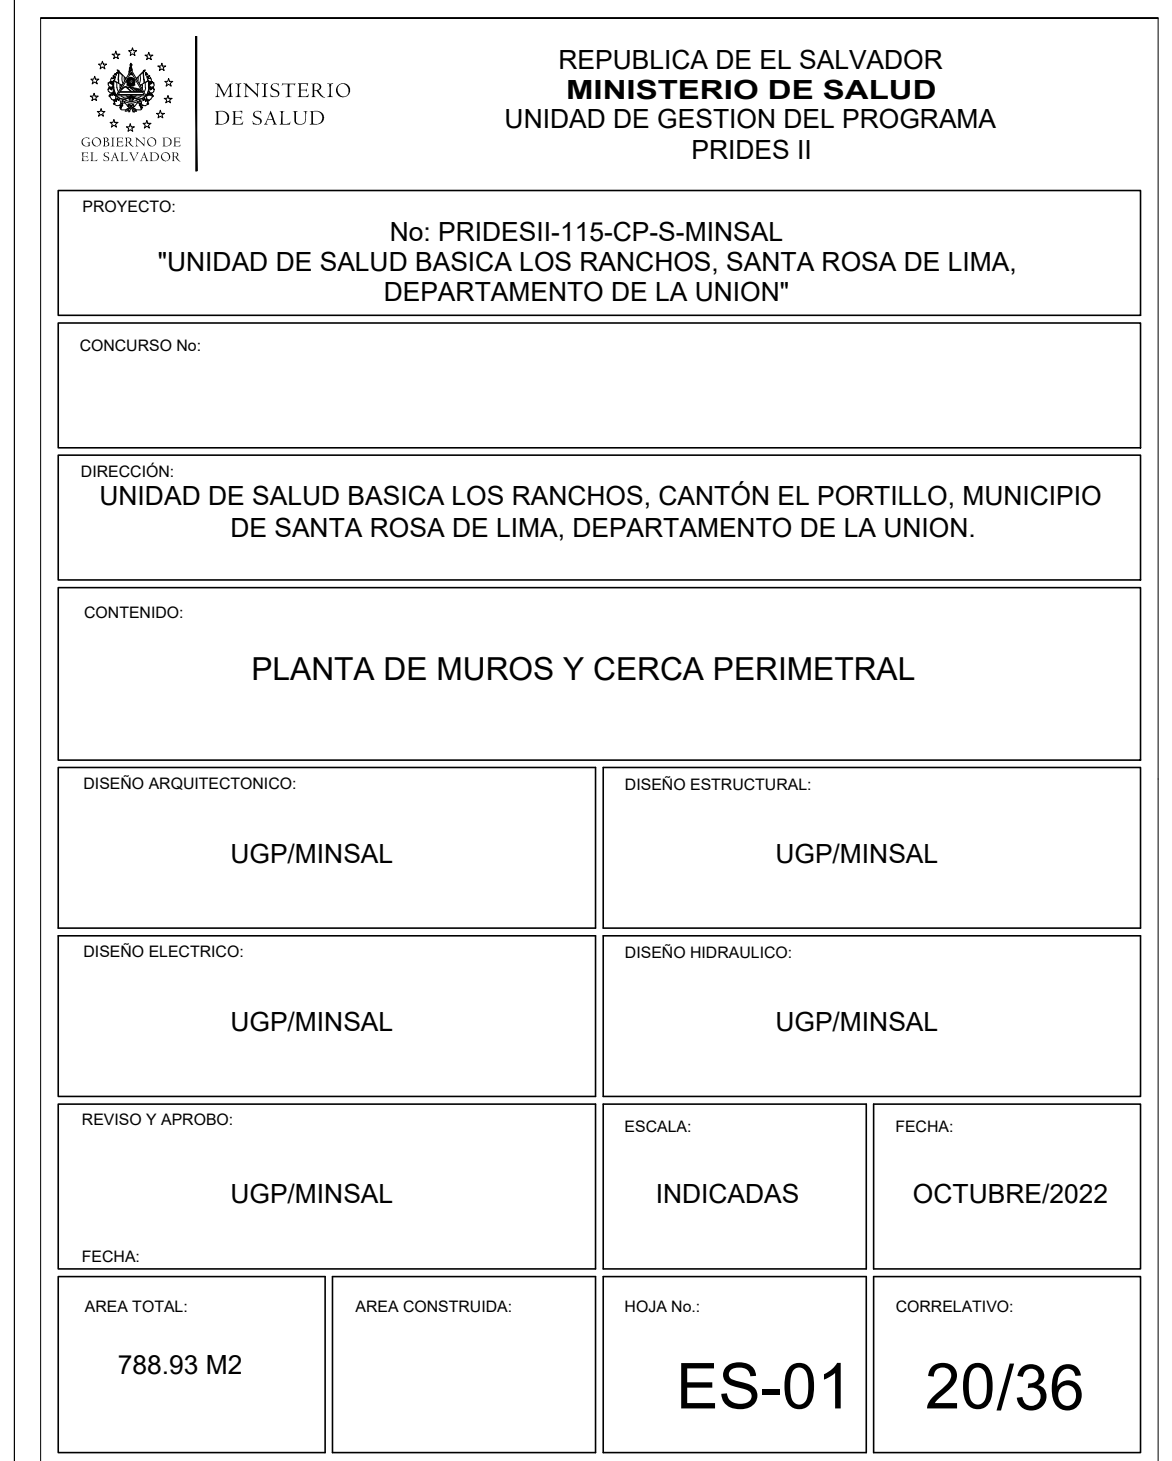 GOBIERNO DE
EL SALVADOR
MINISTERIO
DE SALUD
REPUBLICA DE EL SALVADOR
MINISTERIO DE SALUD
UNIDAD DE GESTION DEL PROGRAMA
PRIDES II
PROYECTO:
No: PRIDESII-115-CP-S-MINSAL
"UNIDAD DE SALUD BASICA LOS RANCHOS, SANTA ROSA DE LIMA,
DEPARTAMENTO DE LA UNION"
CONCURSO No:
DIRECCIÓN:
UNIDAD DE SALUD BASICA LOS RANCHOS, CANTÓN EL PORTILLO, MUNICIPIO
DE SANTA ROSA DE LIMA, DEPARTAMENTO DE LA UNION.
CONTENIDO:
PLANTA DE MUROS Y CERCA PERIMETRAL
DISEÑO ARQUITECTONICO:
UGP/MINSAL
DISEÑO ESTRUCTURAL:
UGP/MINSAL
DISEÑO ELECTRICO:
UGP/MINSAL
DISEÑO HIDRAULICO:
UGP/MINSAL
REVISO Y APROBO:
UGP/MINSAL
FECHA:
ESCALA:
INDICADAS
FECHA:
OCTUBRE/2022
AREA TOTAL:
788.93 M2
AREA CONSTRUIDA:
HOJA No.:
ES-01
CORRELATIVO:
20/36